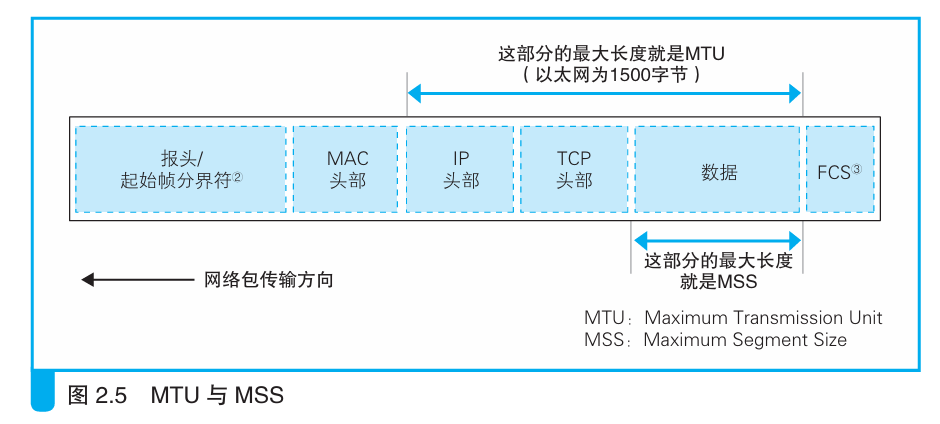 这部分的最大长度就是MTU
（以太网为1500字节）
报头/
起始帧分界符②
MAC
头部
IP
头部
TCP
头部
数据
FCS③
这部分的最大长度
就是MSS
网络包传输方向
MTU：Maximum Transmission Unit
MSS：Maximum Segment Size
图 2.5 MTU 与 MSS